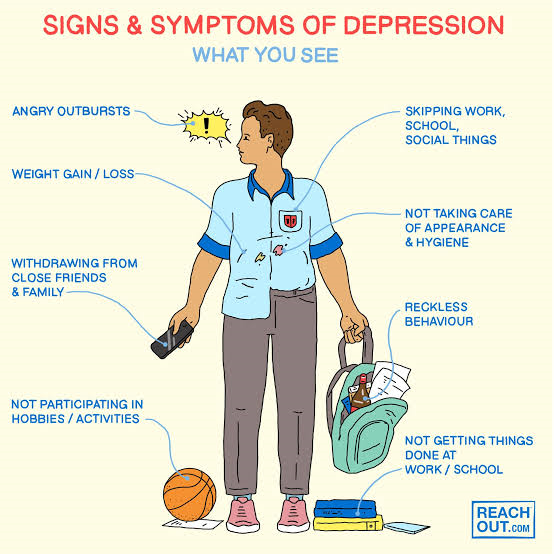 SIGNS & SYMPTOMS OF DEPRESSION
WHAT YOU SEE
ANGRY OUTBURSTS
!
WEIGHT GAIN / LOSS
WITHDRAWING FROM
CLOSE FRIENDS
& FAMILY
NOT PARTICIPATING IN
HOBBIES / ACTIVITIES
SKIPPING WORK,
SCHOOL,
SOCIAL THINGS
NOT TAKING CARE
OF APPEARANCE
& HYGIENE
RECKLESS
BEHAVIOUR
NOT GETTING THINGS
DONE AT
WORK / SCHOOL
REACH
OUT.COM